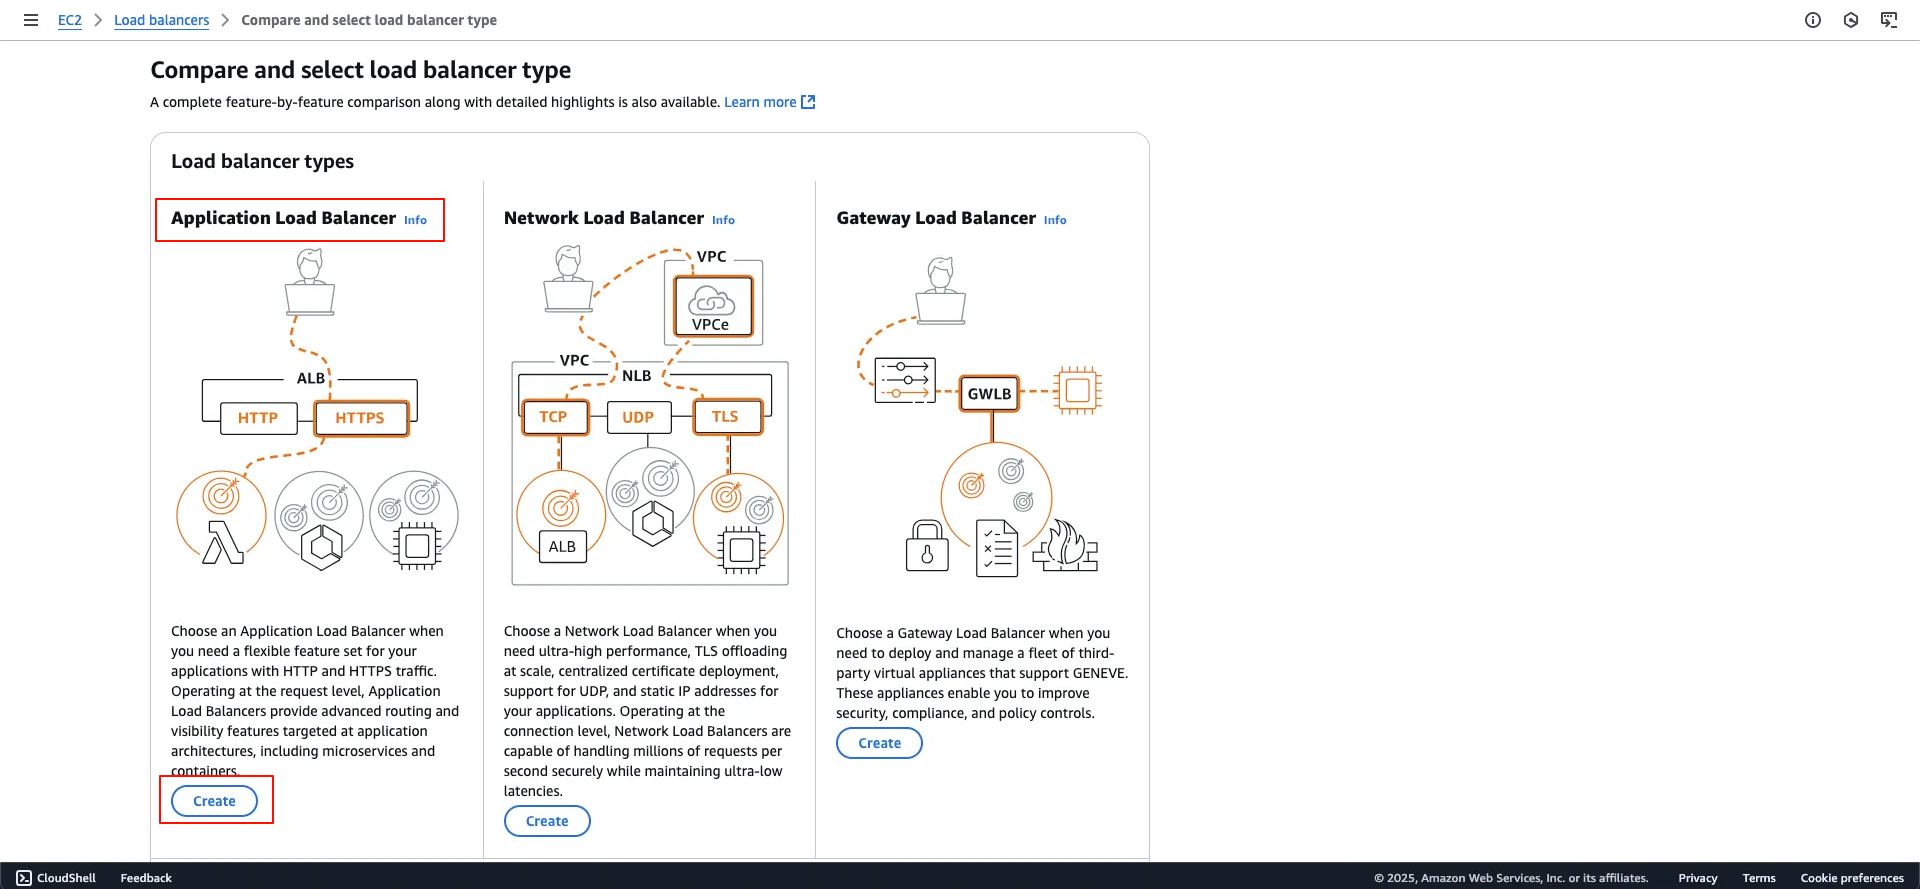 EC2 > Load balancers > Compare and select load balancer type
Compare and select load balancer type
A complete feature-by-feature comparison along with detailed highlights is also available. Learn more
Load balancer types
Application Load Balancer Info
ALB
HTTP
HTTPS
Choose an Application Load Balancer when
you need a flexible feature set for your
applications with HTTP and HTTPS traffic.
Operating at the request level, Application
Load Balancers provide advanced routing and
visibility features targeted at application
architectures, including microservices and
containers.
Create
Network Load Balancer Info
VPC
VPCe
VPC
NLB
TCP
UDP
TLS
ALB
Choose a Network Load Balancer when you
need ultra-high performance, TLS offloading
at scale, centralized certificate deployment,
support for UDP, and static IP addresses for
your applications. Operating at the
connection level, Network Load Balancers are
capable of handling millions of requests per
second securely while maintaining ultra-low
latencies.
Create
Gateway Load Balancer Info
GWLB
Choose a Gateway Load Balancer when you
need to deploy and manage a fleet of third-
party virtual appliances that support GENEVE.
These appliances enable you to improve
security, compliance, and policy controls.
Create
CloudShell Feedback © 2025, Amazon Web Services, Inc. or its affiliates. Privacy Terms Cookie preferences